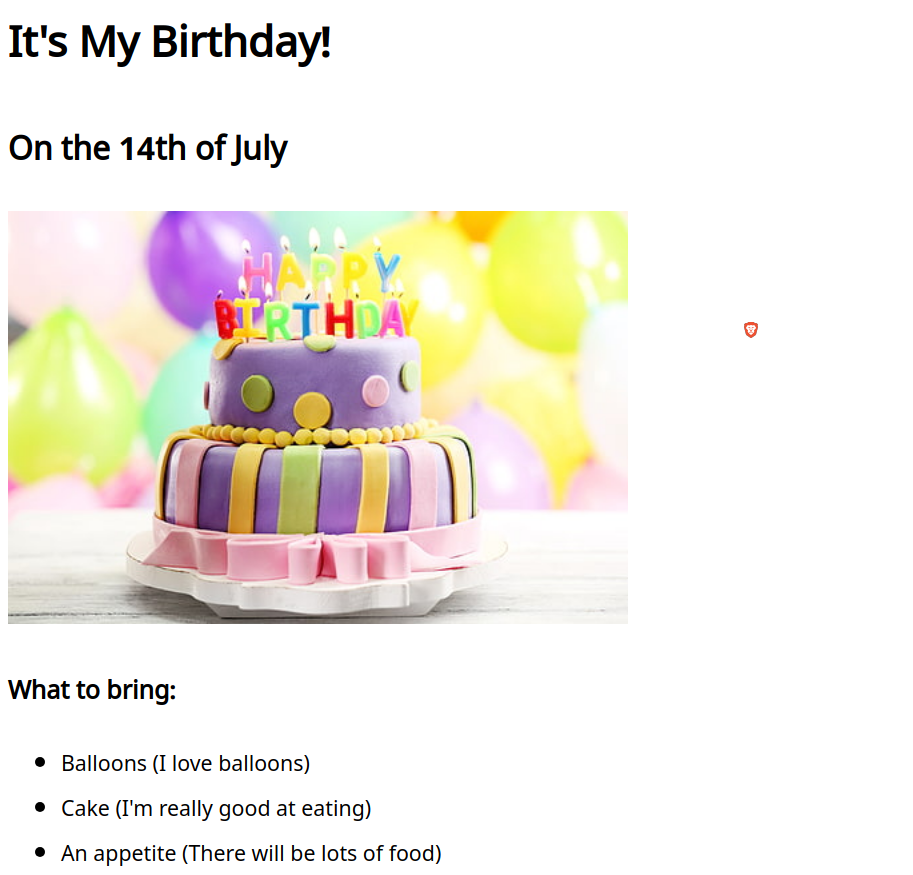 It's My Birthday!
On the 14th of July
HAPPY
BIRTHDAY
What to bring:
Balloons (I love balloons)
Cake (I'm really good at eating)
An appetite (There will be lots of food)